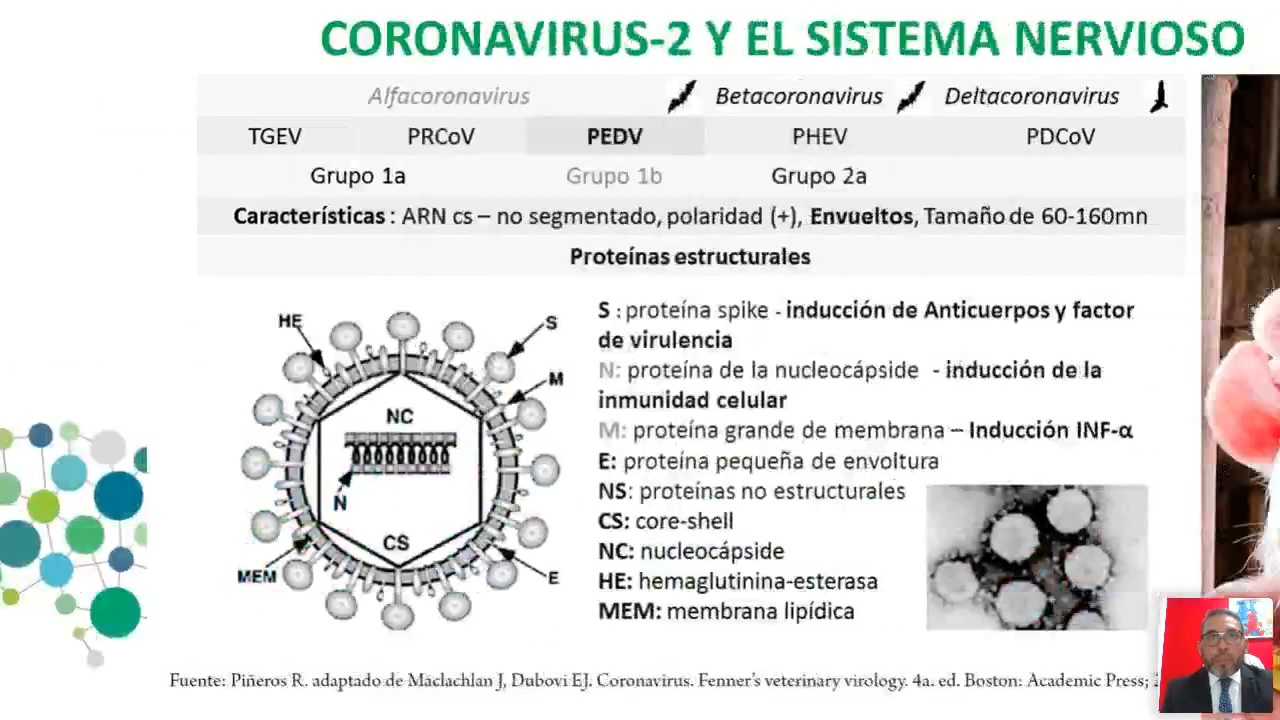 CORONAVIRUS-2 Y EL SISTEMA NERVIOSO
Alfacoronavirus Betacoronavirus Deltacoronavirus
TGEV PRCoV PEDV PHEV PDCoV
Grupo 1a Grupo 1b Grupo 2a
Características : ARN cs – no segmentado, polaridad (+), Envueltos, Tamaño de 60-160mn
Proteínas estructurales
HE
S
M
NC
N
CS
MEM
E
S : proteína spike - inducción de Anticuerpos y factor
de virulencia
N: proteína de la nucleocápside - inducción de la
inmunidad celular
M: proteína grande de membrana – Inducción INF-α
E: proteína pequeña de envoltura
NS: proteínas no estructurales
CS: core-shell
NC: nucleocápside
HE: hemaglutinina-esterasa
MEM: membrana lipídica
Fuente: Piñeros R. adaptado de Maclachlan J, Dubovi EJ. Coronavirus. Fenner's veterinary virology. 4a. ed. Boston: Academic Press;